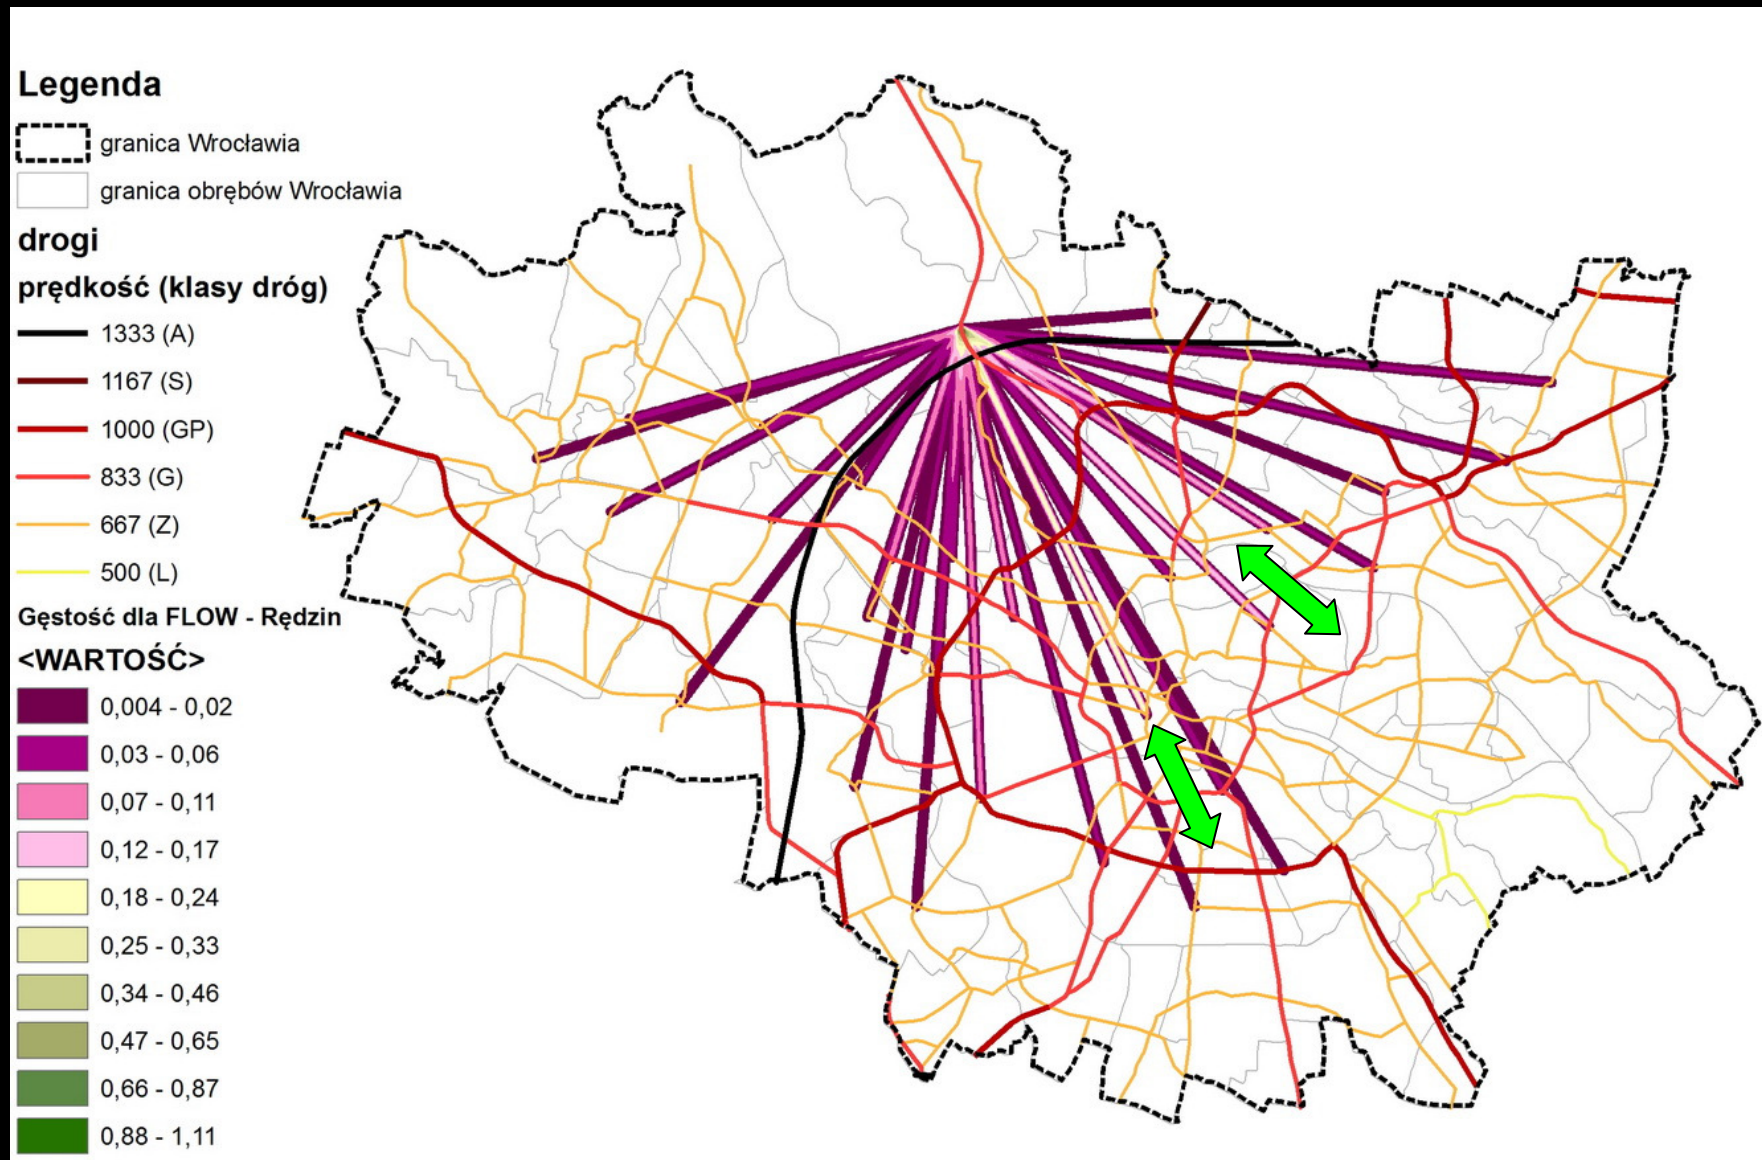 Legenda
granica Wrocławia
granica obrębów Wrocławia
drogi
prędkość (klasy dróg)
1333 (A)
1167 (S)
1000 (GP)
833 (G)
667 (Z)
500 (L)
Gęstość dla FLOW - Rędzin
<WARTOŚĆ>
0,004 - 0,02
0,03 - 0,06
0,07 - 0,11
0,12 - 0,17
0,18 - 0,24
0,25 - 0,33
0,34 - 0,46
0,47 - 0,65
0,66 - 0,87
0,88 - 1,11